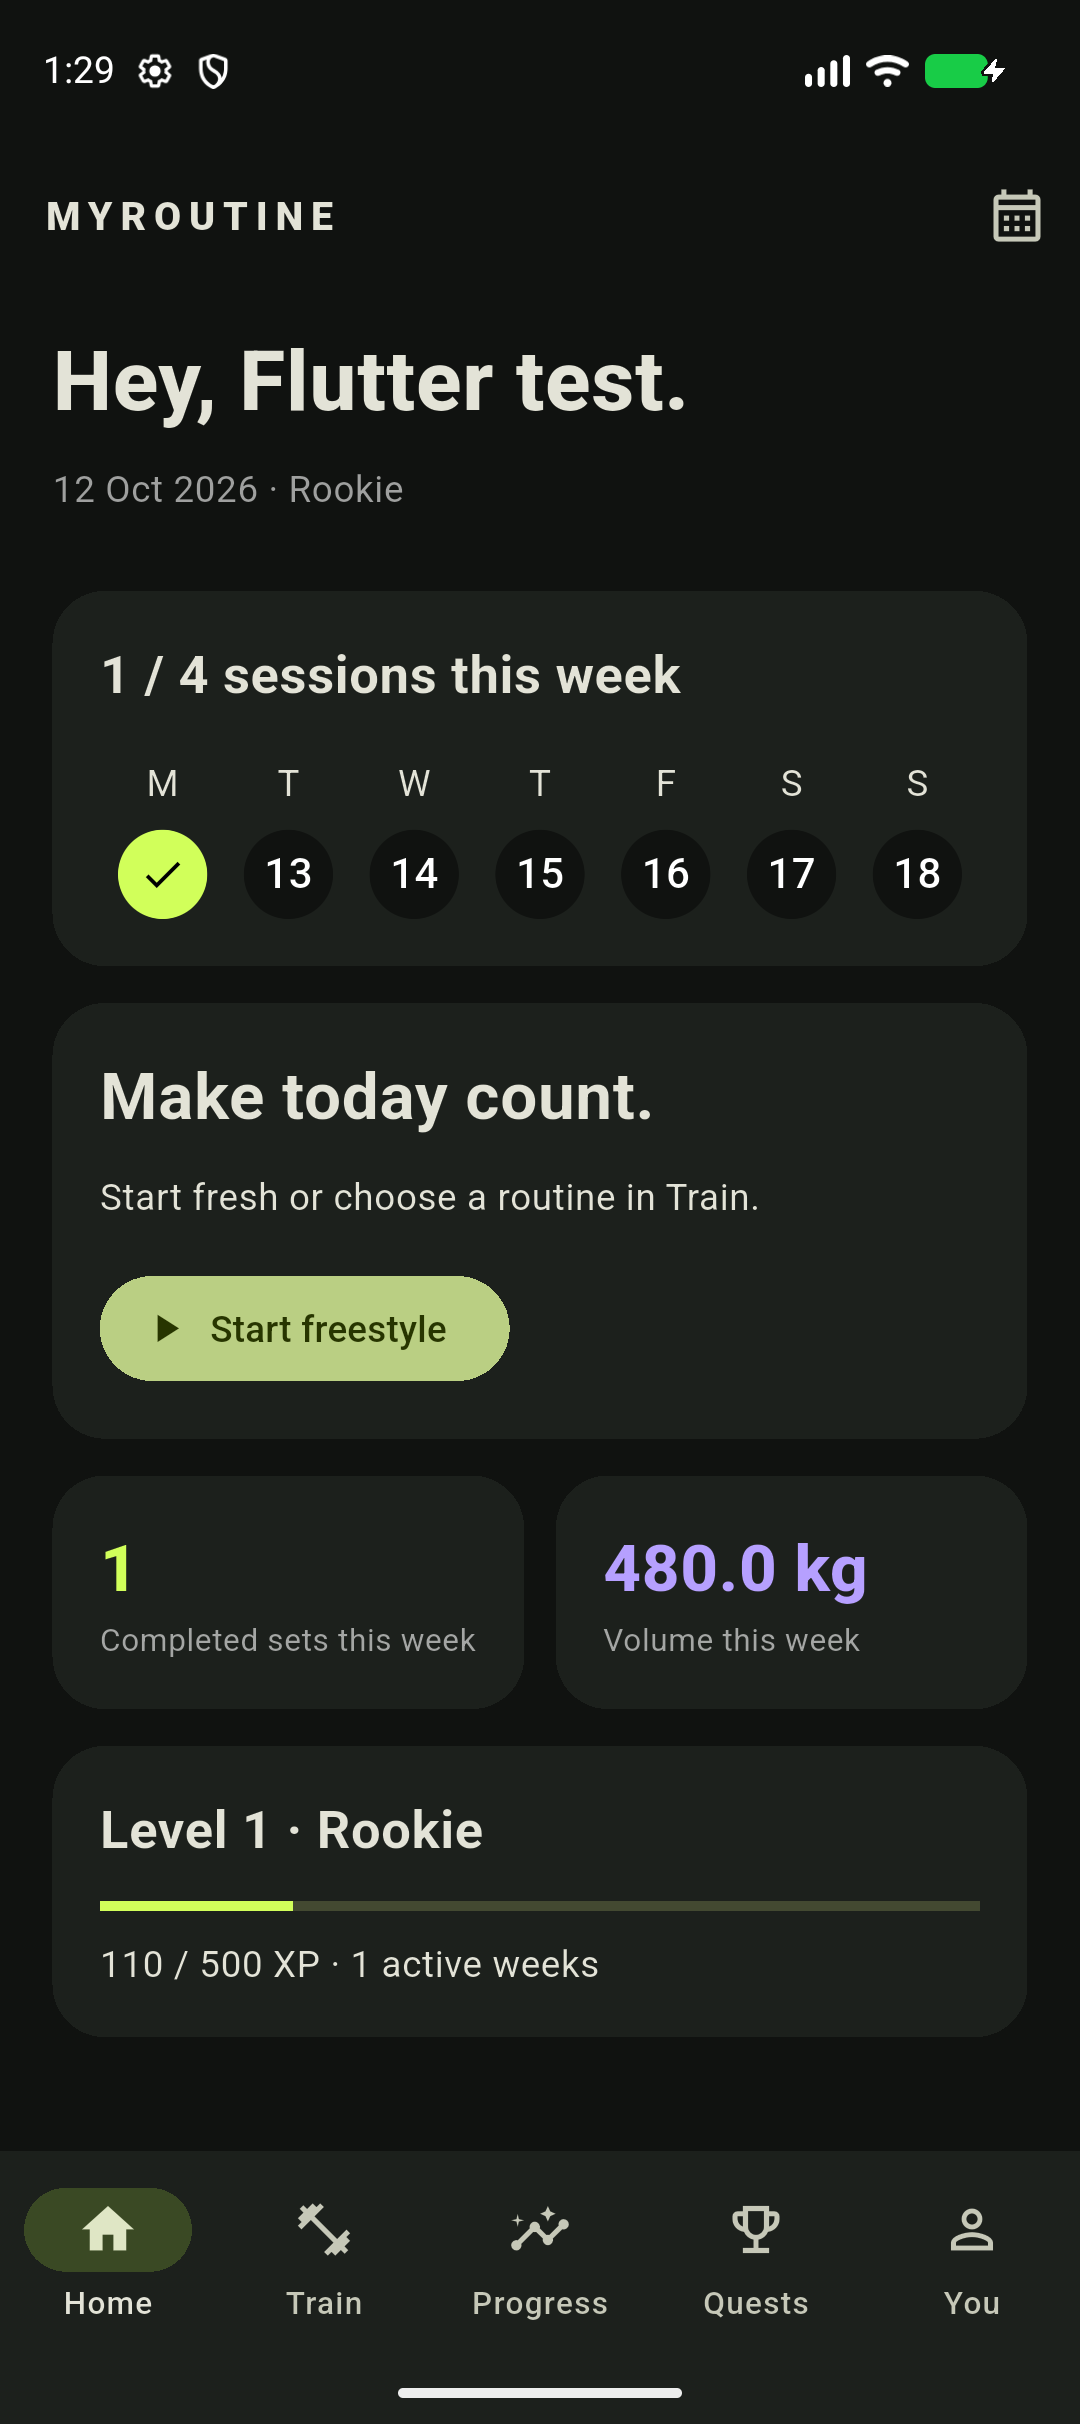 1:29
MYROUTINE
Hey, Flutter test.
12 Oct 2026 · Rookie
1 / 4 sessions this week
M T W T F S S
13 14 15 16 17 18
Make today count.
Start fresh or choose a routine in Train.
Start freestyle
1
Completed sets this week
480.0 kg
Volume this week
Level 1 · Rookie
110 / 500 XP · 1 active weeks
Home Train Progress Quests You